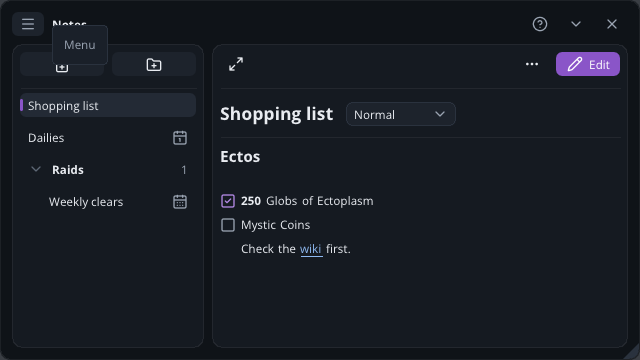 Notes
Menu
Edit
Shopping list
Dailies
Raids 1
Weekly clears
Shopping list Normal
Ectos
250 Globs of Ectoplasm
Mystic Coins
Check the wiki first.